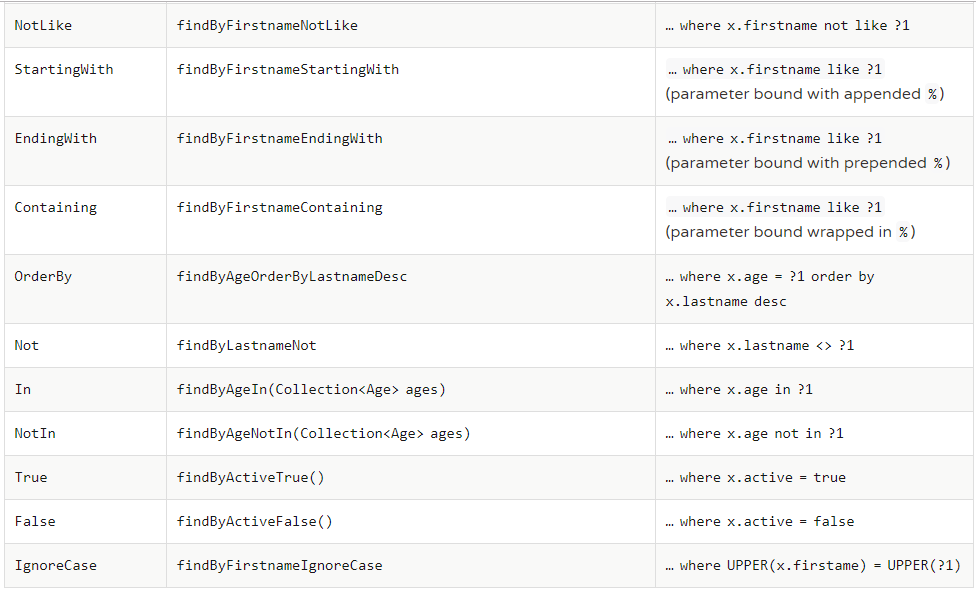 NotLike findByFirstnameNotLike … where x.firstname not like ?1
StartingWith findByFirstnameStartingWith … where x.firstname like ?1
(parameter bound with appended %)
EndingWith findByFirstnameEndingWith … where x.firstname like ?1
(parameter bound with prepended %)
Containing findByFirstnameContaining … where x.firstname like ?1
(parameter bound wrapped in %)
OrderBy findByAgeOrderByLastnameDesc … where x.age = ?1 order by
x.lastname desc
Not findByLastnameNot … where x.lastname <> ?1
In findByAgeIn(Collection<Age> ages) … where x.age in ?1
NotIn findByAgeNotIn(Collection<Age> ages) … where x.age not in ?1
True findByActiveTrue() … where x.active = true
False findByActiveFalse() … where x.active = false
IgnoreCase findByFirstnameIgnoreCase … where UPPER(x.firstame) = UPPER(?1)